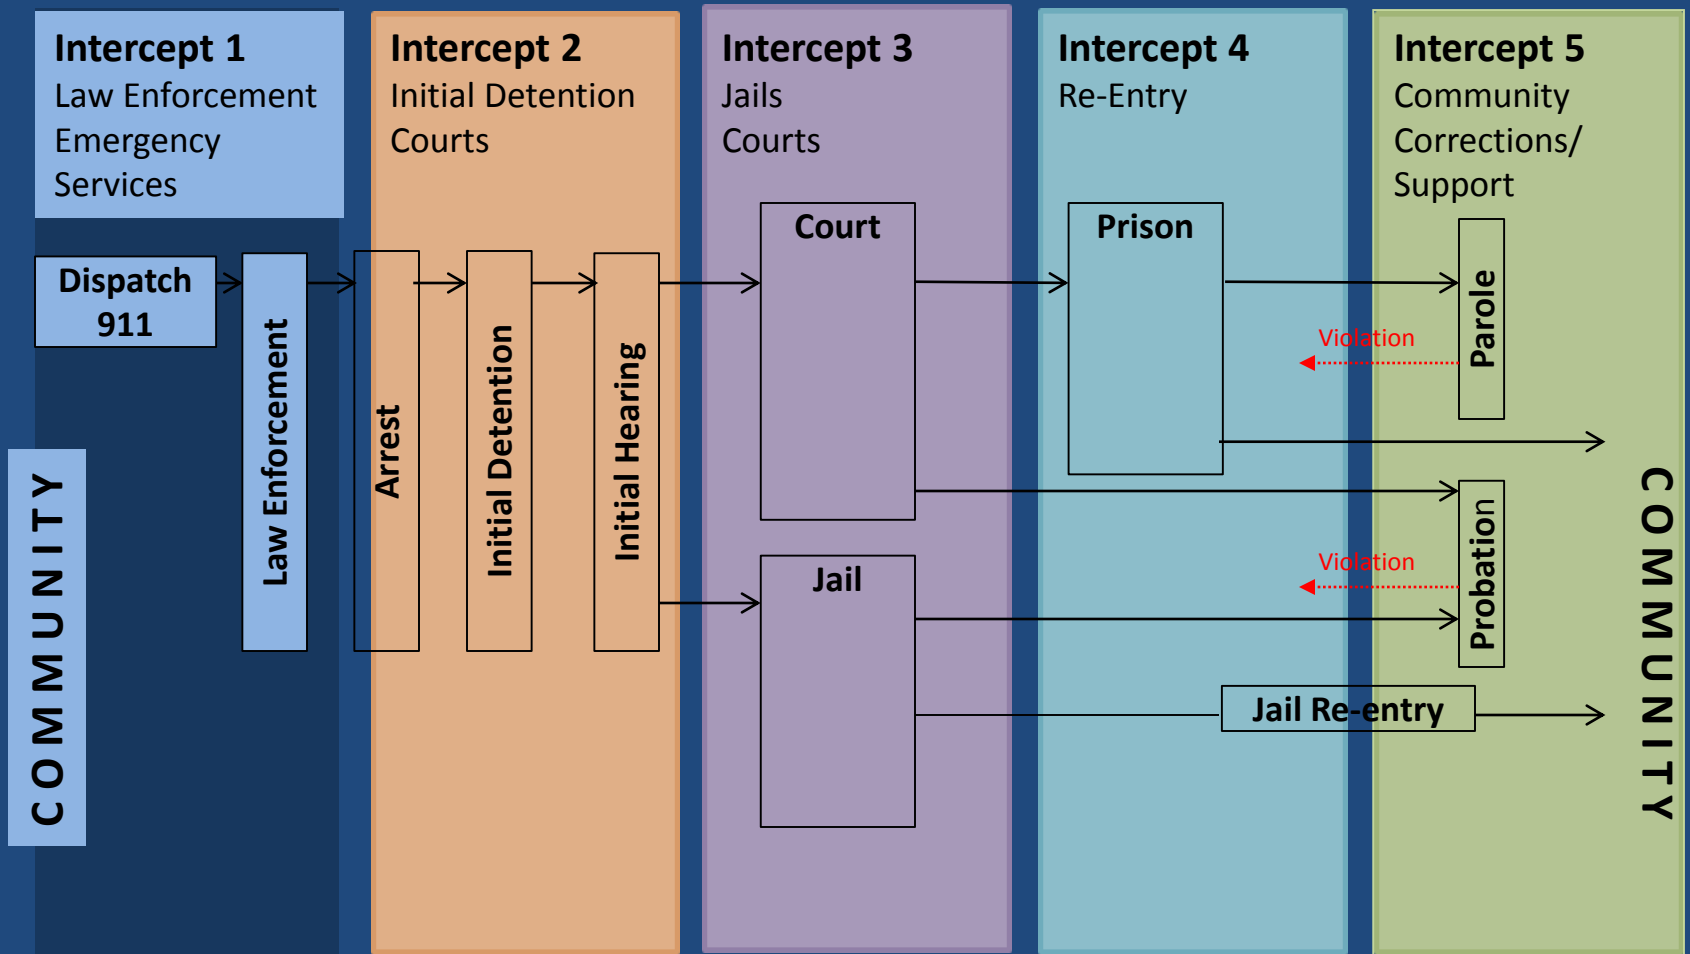 Intercept 1
Law Enforcement
Emergency
Services
Intercept 2
Initial Detention
Courts
Intercept 3
Jails
Courts
Intercept 4
Re-Entry
Intercept 5
Community
Corrections/
Support
Dispatch
911
Law Enforcement
Arrest
Initial Detention
Initial Hearing
Court
Jail
Prison
Parole
Violation
Probation
Violation
Jail Re-entry
COMMUNITY
COMMUNITY